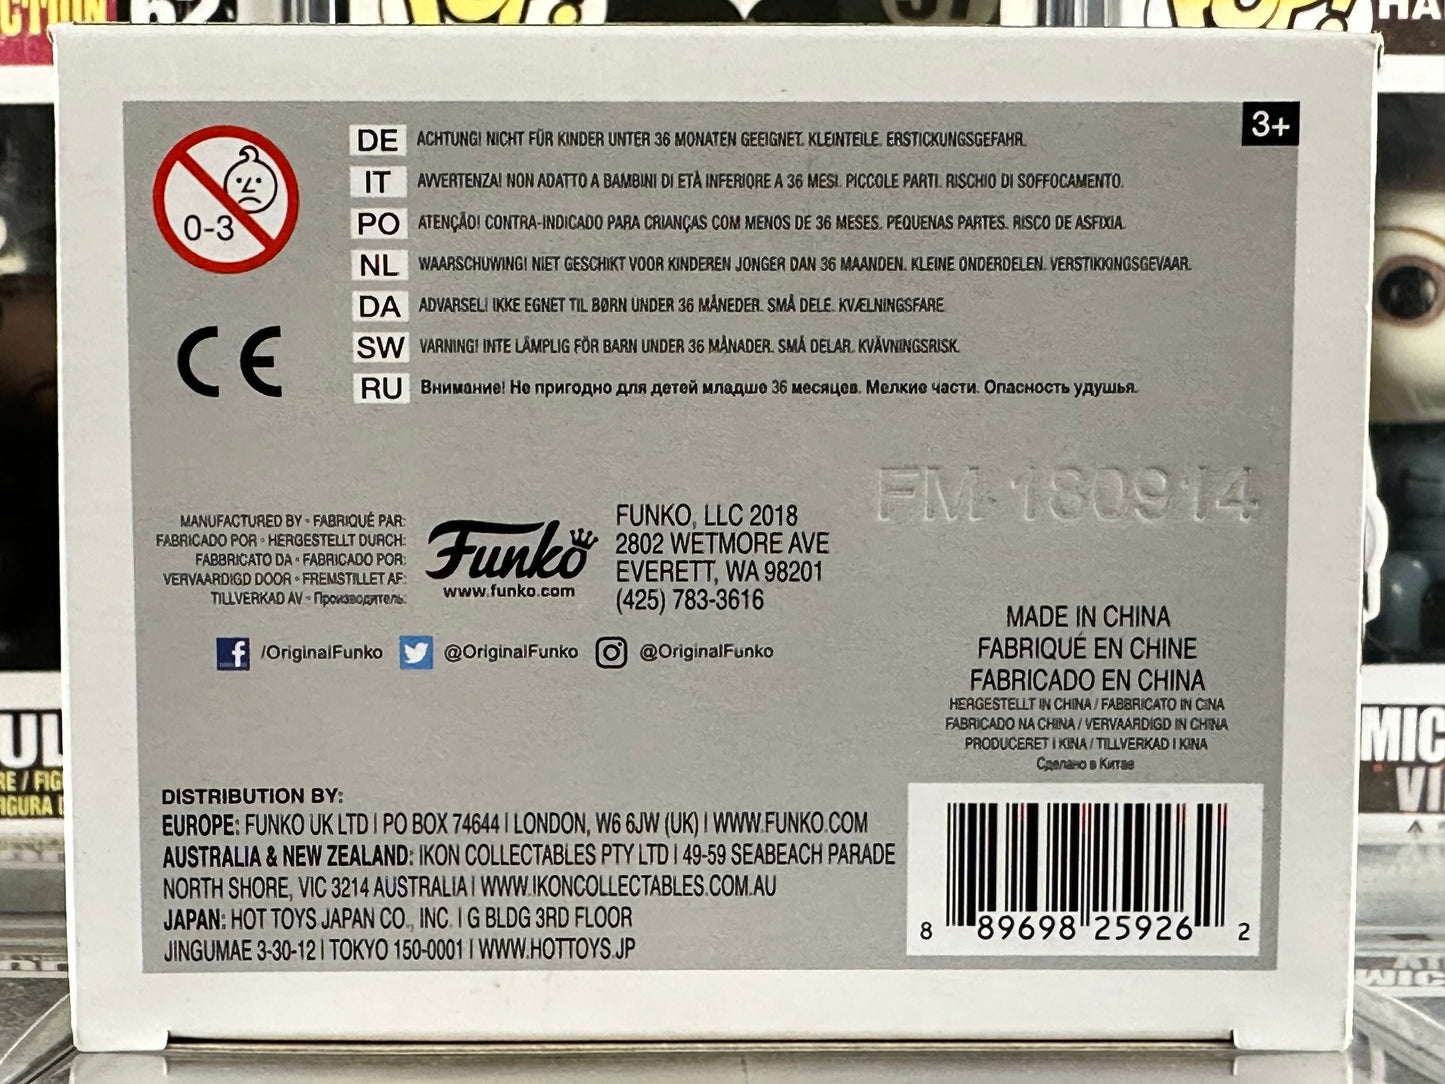 3+
0-3
DE ACHTUNG! NICHT FÜR KINDER UNTER 36 MONATEN GEEIGNET. KLEINTEILE. ERSTICKUNGSGEFAHR.
IT AVVERTENZA! NON ADATTO A BAMBINI DI ETÀ INFERIORE A 36 MESI. PICCOLE PARTI. RISCHIO DI SOFFOCAMENTO.
PO ATENÇÃO! CONTRA-INDICADO PARA CRIANÇAS COM MENOS DE 36 MESES. PEQUENAS PARTES. RISCO DE ASFIXIA.
NL WAARSCHUWING! NIET GESCHIKT VOOR KINDEREN JONGER DAN 36 MAANDEN. KLEINE ONDERDELEN. VERSTIKKINGSGEVAAR.
DA ADVARSEL! IKKE EGNET TIL BØRN UNDER 36 MÅNEDER. SMÅ DELE. KVÆLNINGSFARE
SW VARNING! INTE LÄMPLIG FÖR BARN UNDER 36 MÅNADER. SMÅ DELAR. KVÄVNINGSRISK.
RU Внимание! Не пригодно для детей младше 36 месяцев. Мелкие части. Опасность удушья.
CE
FM-180914
MANUFACTURED BY • FABRIQUÉ PAR:
FABRICADO POR • HERGESTELLT DURCH:
FABBRICATO DA • FABRICADO POR:
VERVAARDIGD DOOR • FREMSTILLET AF:
TILLVERKAD AV • Производитель:
Funko
www.funko.com
FUNKO, LLC 2018
2802 WETMORE AVE
EVERETT, WA 98201
(425) 783-3616
/OriginalFunko @OriginalFunko @OriginalFunko
MADE IN CHINA
FABRIQUÉ EN CHINE
FABRICADO EN CHINA
HERGESTELLT IN CHINA / FABBRICATO IN CINA
FABRICADO NA CHINA / VERVAARDIGD IN CHINA
PRODUCERET I KINA / TILLVERKAD I KINA
Сделано в Китае
DISTRIBUTION BY:
EUROPE: FUNKO UK LTD | PO BOX 74644 | LONDON, W6 6JW (UK) | WWW.FUNKO.COM
AUSTRALIA & NEW ZEALAND: IKON COLLECTABLES PTY LTD | 49-59 SEABEACH PARADE
NORTH SHORE, VIC 3214 AUSTRALIA | WWW.IKONCOLLECTABLES.COM.AU
JAPAN: HOT TOYS JAPAN CO., INC. | G BLDG 3RD FLOOR
JINGUMAE 3-30-12 | TOKYO 150-0001 | WWW.HOTTOYS.JP
8 89698 25926 2